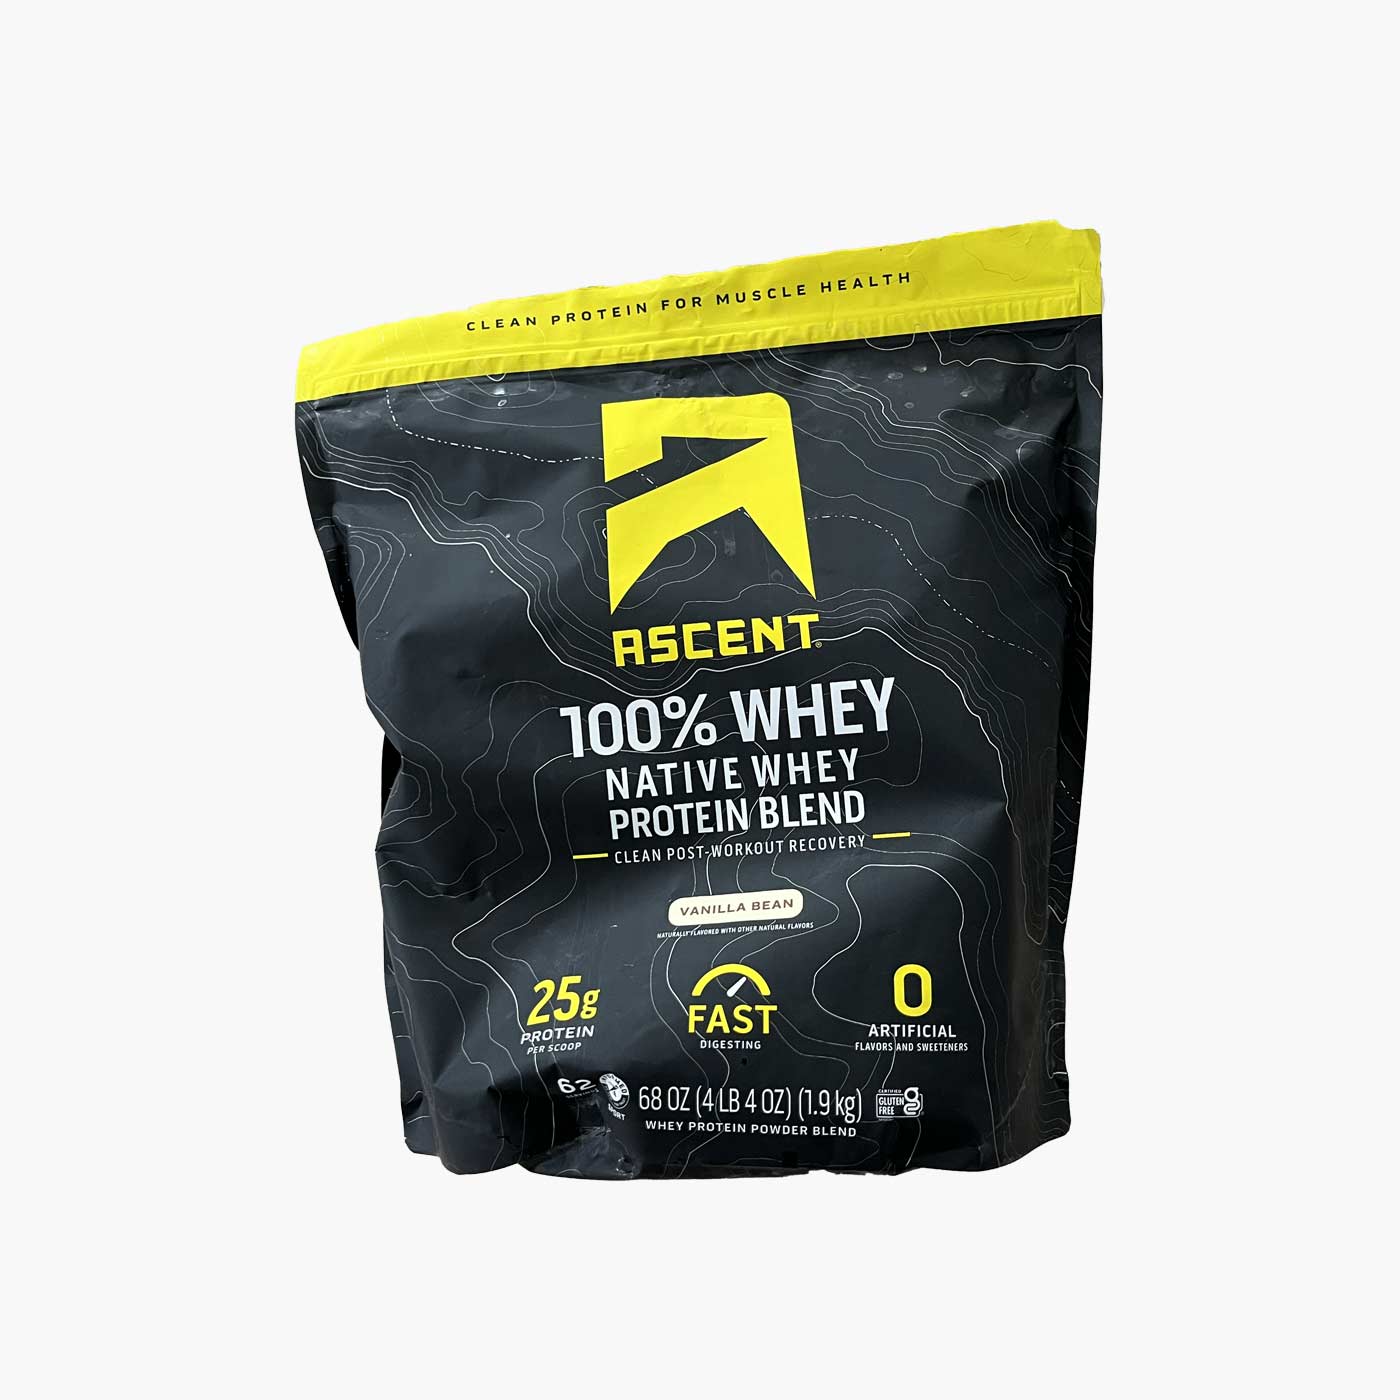 CLEAN PROTEIN FOR MUSCLE HEALTH
ASCENT®
100% WHEY
NATIVE WHEY
PROTEIN BLEND
CLEAN POST-WORKOUT RECOVERY
VANILLA BEAN
NATURALLY FLAVORED WITH OTHER NATURAL FLAVORS
25g
PROTEIN
PER SCOOP
FAST
DIGESTING
0
ARTIFICIAL
FLAVORS AND SWEETENERS
62
SPORT
68 OZ (4 LB 4 OZ) (1.9 kg)
WHEY PROTEIN POWDER BLEND
CERTIFIED
GLUTEN
FREE